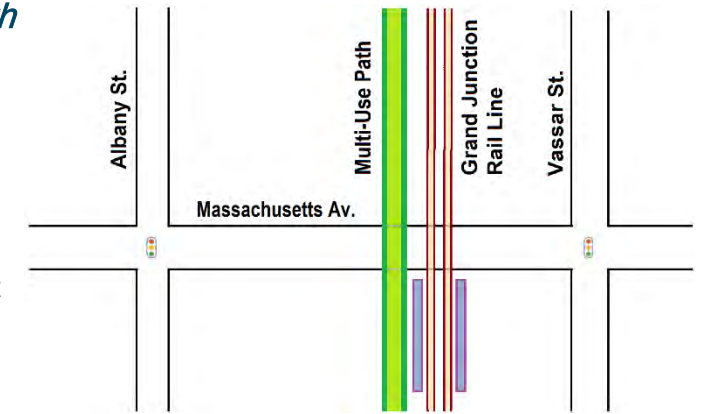 Albany St.
Multi-Use Path
Grand Junction
Rail Line
Vassar St.
Massachusetts Av.